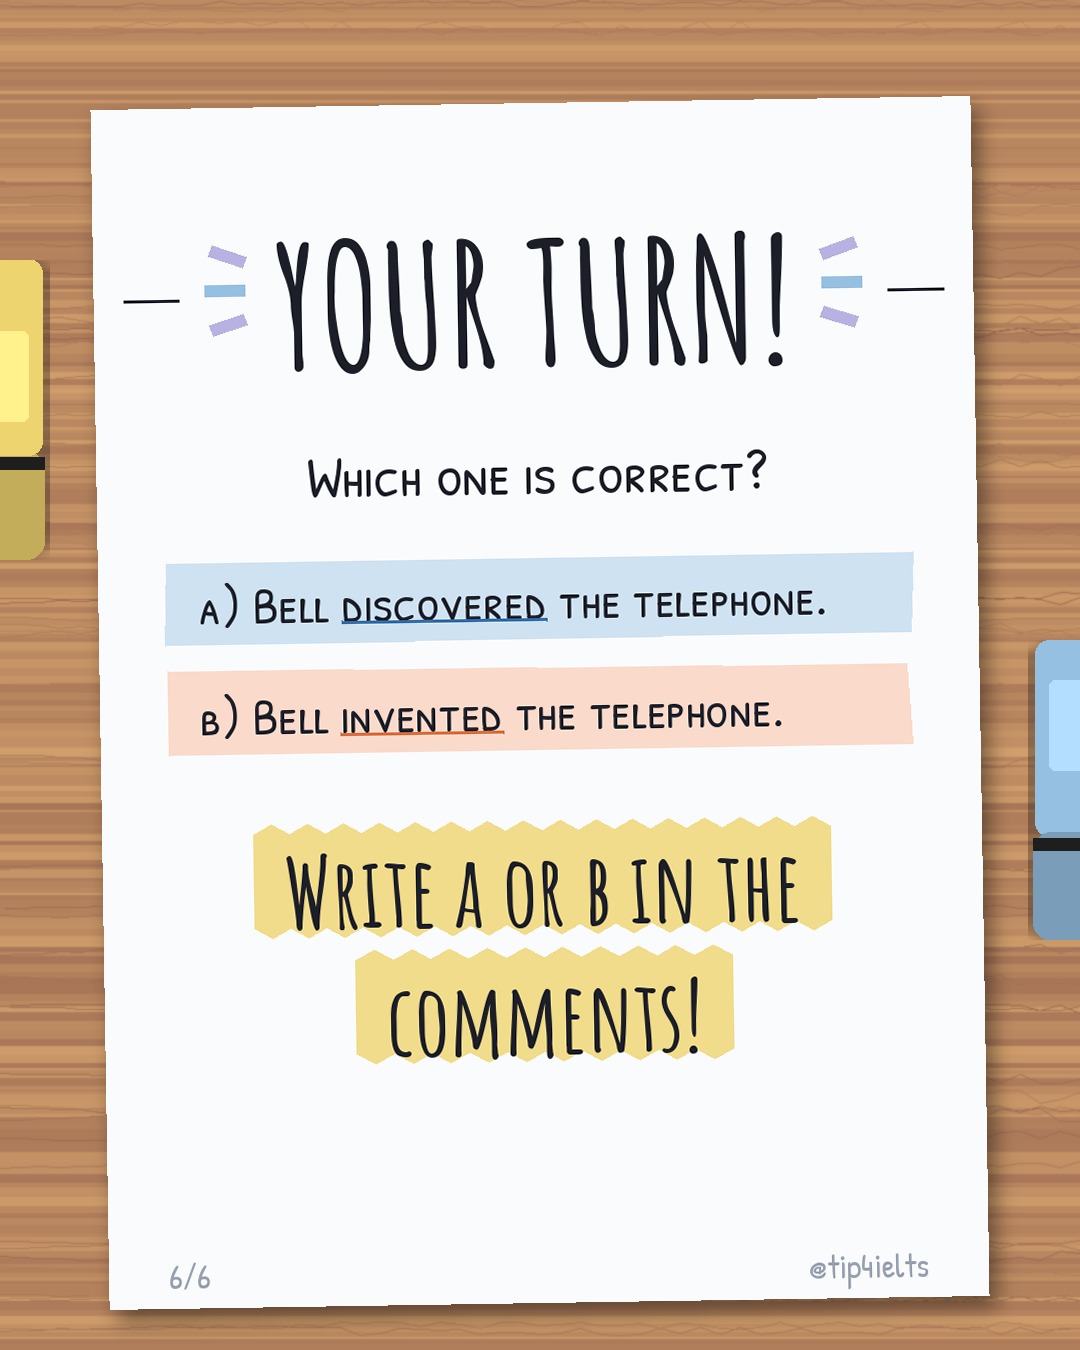 YOUR TURN!
Which one is correct?
a) Bell discovered the telephone.
b) Bell invented the telephone.
Write A or B in the
comments!
6/6
@tip4ielts